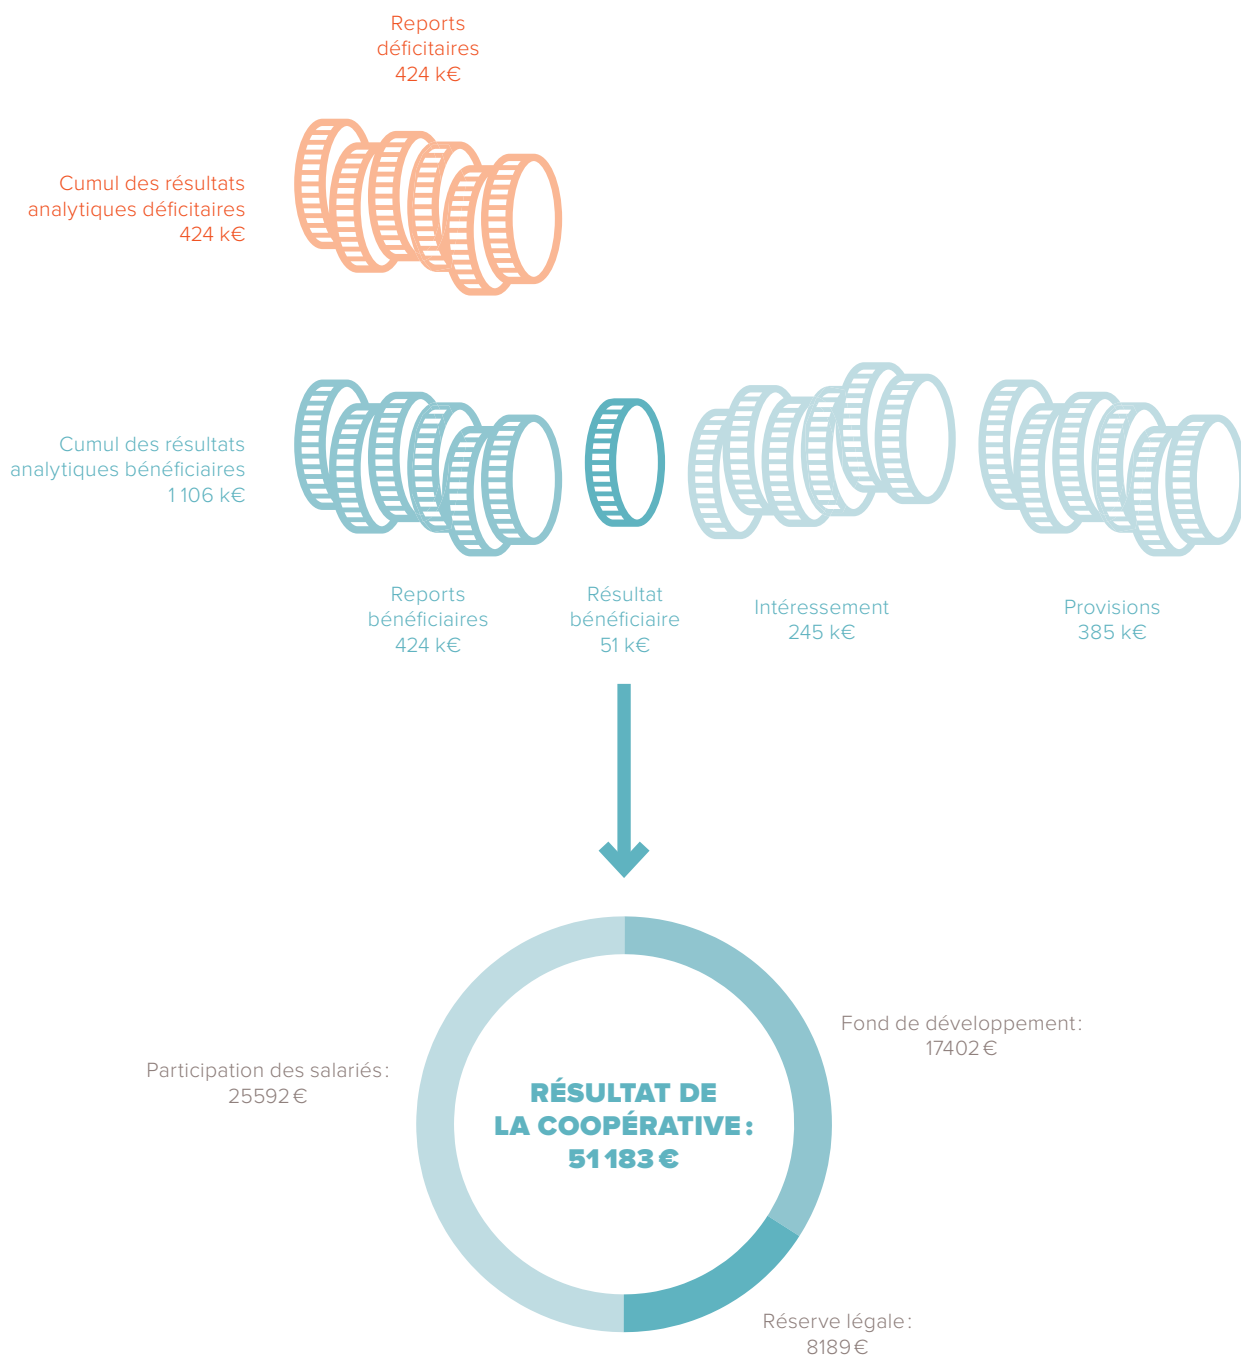 Reports
déficitaires
424 k€
Cumul des résultats
analytiques déficitaires
424 k€
Cumul des résultats
analytiques bénéficiaires
1 106 k€
Reports
bénéficiaires
424 k€
Résultat
bénéficiaire
51 k€
Intéressement
245 k€
Provisions
385 k€
Fond de développement :
17402 €
Participation des salariés :
25592 €
RÉSULTAT DE
LA COOPÉRATIVE :
51 183 €
Réserve légale :
8189 €